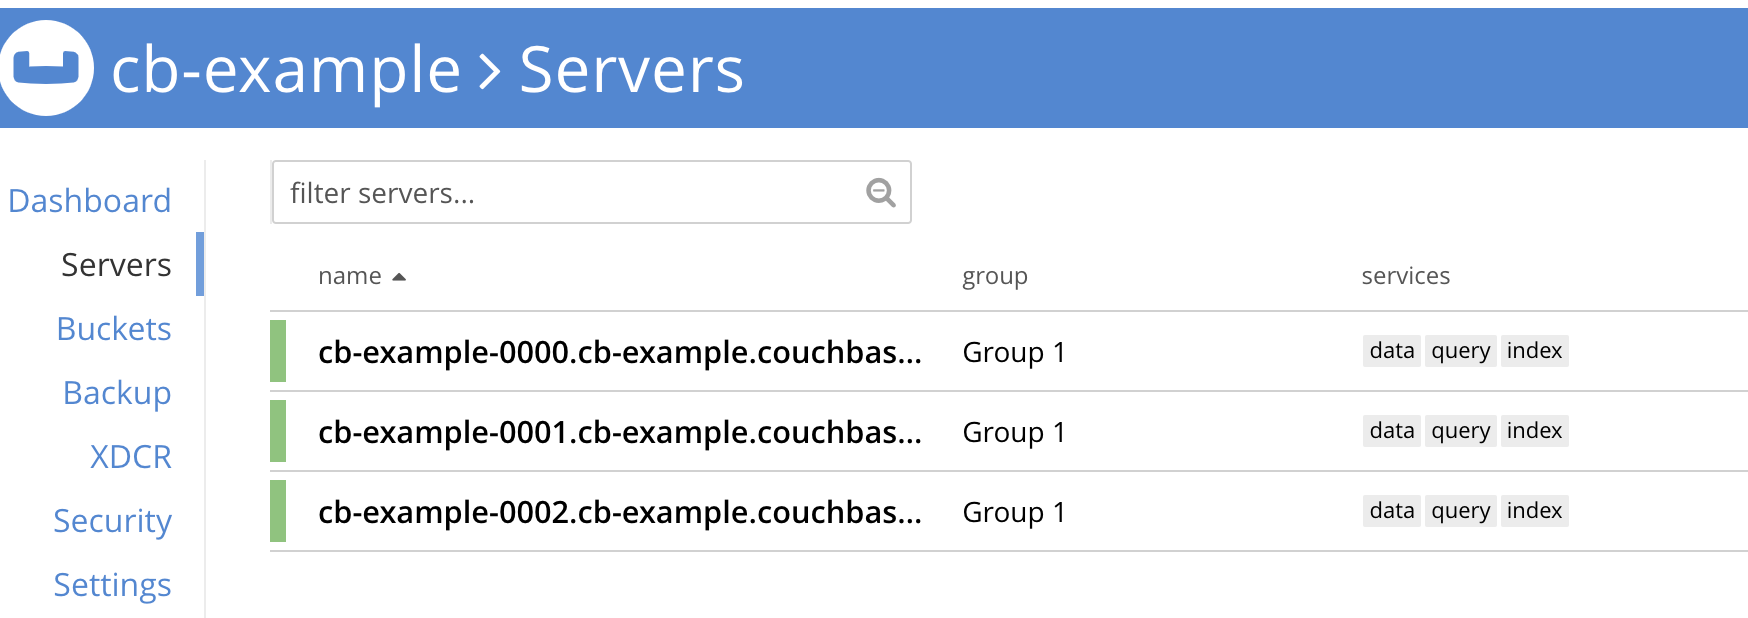 cb-example > Servers
Dashboard
Servers
Buckets
Backup
XDCR
Security
Settings
filter servers...
name group services
cb-example-0000.cb-example.couchbas... Group 1 data query index
cb-example-0001.cb-example.couchbas... Group 1 data query index
cb-example-0002.cb-example.couchbas... Group 1 data query index